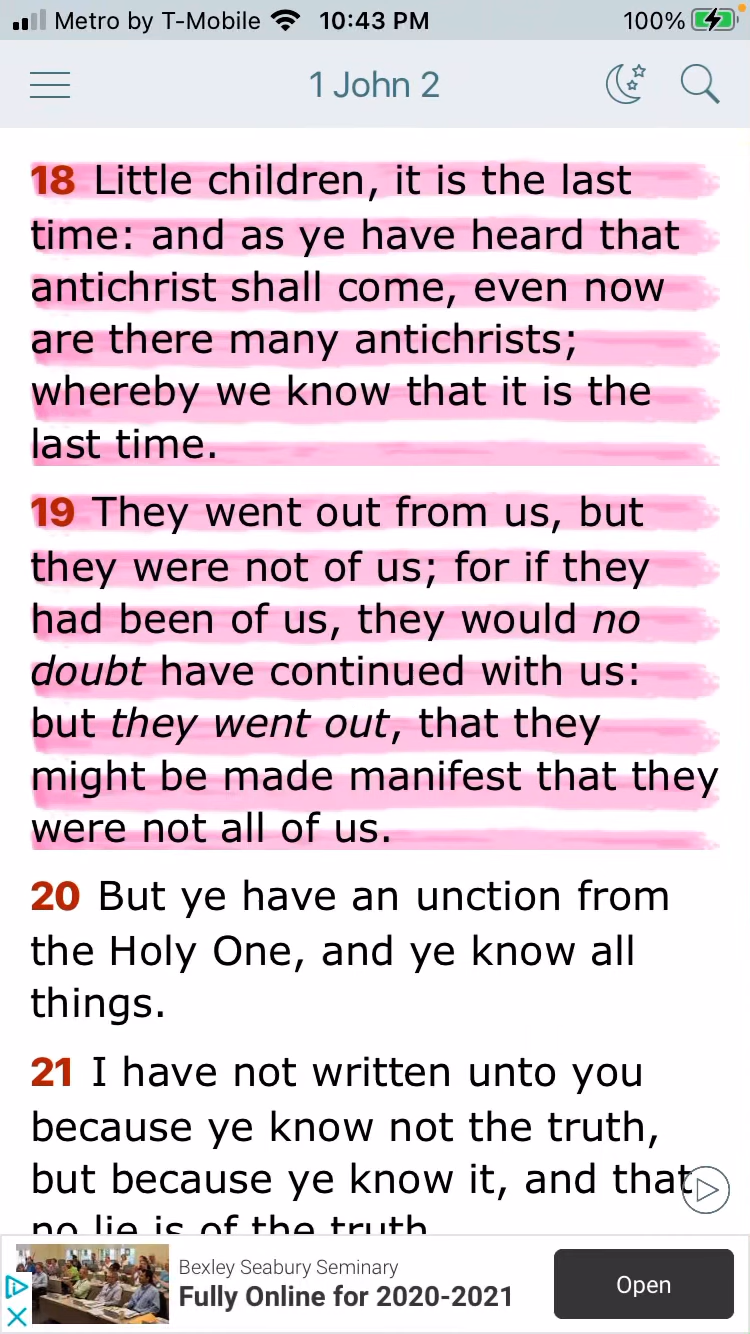 Metro by T-Mobile 10:43 PM 100%
1 John 2
18 Little children, it is the last
time: and as ye have heard that
antichrist shall come, even now
are there many antichrists;
whereby we know that it is the
last time.
19 They went out from us, but
they were not of us; for if they
had been of us, they would no
doubt have continued with us:
but they went out, that they
might be made manifest that they
were not all of us.
20 But ye have an unction from
the Holy One, and ye know all
things.
21 I have not written unto you
because ye know not the truth,
but because ye know it, and that
no lie is of the truth
Bexley Seabury Seminary
Fully Online for 2020-2021
Open